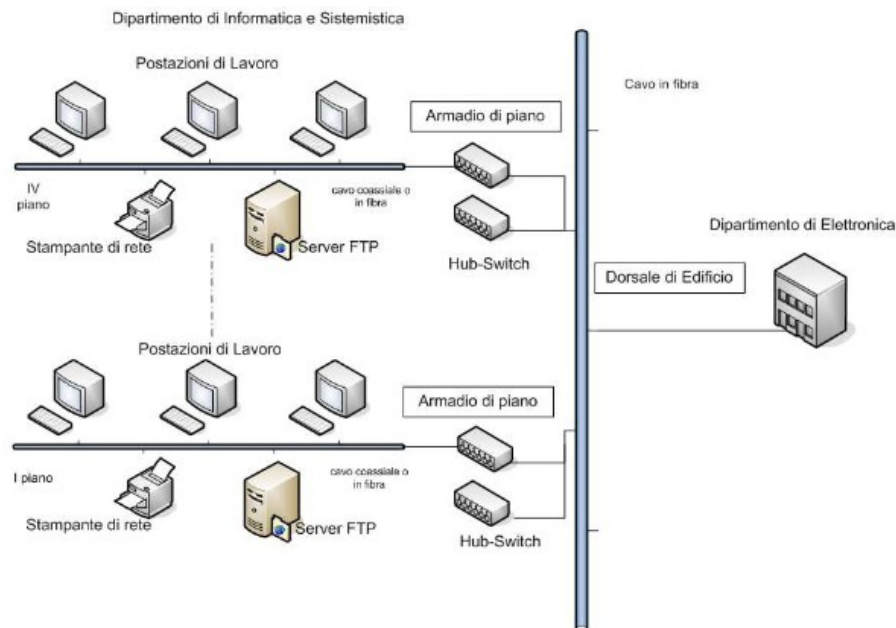 Dipartimento di Informatica e Sistemistica
Postazioni di Lavoro
Cavo in fibra
Armadio di piano
IV
piano
cavo coassiale o
in fibra
Stampante di rete
Server FTP
Hub-Switch
Dipartimento di Elettronica
Dorsale di Edificio
Postazioni di Lavoro
Armadio di piano
I piano
cavo coassiale o
in fibra
Stampante di rete
Server FTP
Hub-Switch